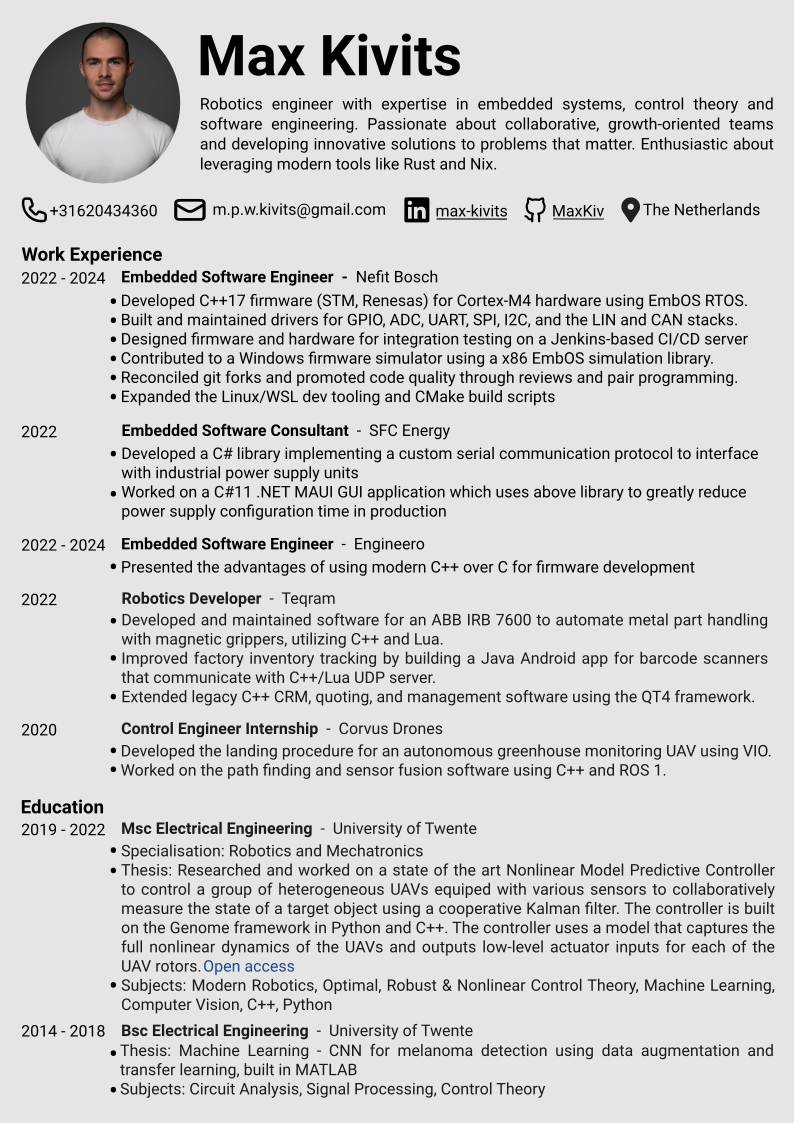 Max Kivits
Robotics engineer with expertise in embedded systems, control theory and
software engineering. Passionate about collaborative, growth-oriented teams
and developing innovative solutions to problems that matter. Enthusiastic about
leveraging modern tools like Rust and Nix.
+31620434360 m.p.w.kivits@gmail.com in max-kivits MaxKiv The Netherlands
Work Experience
2022 - 2024 Embedded Software Engineer - Nefit Bosch
• Developed C++17 firmware (STM, Renesas) for Cortex-M4 hardware using EmbOS RTOS.
• Built and maintained drivers for GPIO, ADC, UART, SPI, I2C, and the LIN and CAN stacks.
• Designed firmware and hardware for integration testing on a Jenkins-based CI/CD server
• Contributed to a Windows firmware simulator using a x86 EmbOS simulation library.
• Reconciled git forks and promoted code quality through reviews and pair programming.
• Expanded the Linux/WSL dev tooling and CMake build scripts
2022 Embedded Software Consultant - SFC Energy
• Developed a C# library implementing a custom serial communication protocol to interface
with industrial power supply units
• Worked on a C#11 .NET MAUI GUI application which uses above library to greatly reduce
power supply configuration time in production
2022 - 2024 Embedded Software Engineer - Engineero
• Presented the advantages of using modern C++ over C for firmware development
2022 Robotics Developer - Teqram
• Developed and maintained software for an ABB IRB 7600 to automate metal part handling
with magnetic grippers, utilizing C++ and Lua.
• Improved factory inventory tracking by building a Java Android app for barcode scanners
that communicate with C++/Lua UDP server.
• Extended legacy C++ CRM, quoting, and management software using the QT4 framework.
2020 Control Engineer Internship - Corvus Drones
• Developed the landing procedure for an autonomous greenhouse monitoring UAV using VIO.
• Worked on the path finding and sensor fusion software using C++ and ROS 1.
Education
2019 - 2022 Msc Electrical Engineering - University of Twente
• Specialisation: Robotics and Mechatronics
• Thesis: Researched and worked on a state of the art Nonlinear Model Predictive Controller
to control a group of heterogeneous UAVs equiped with various sensors to collaboratively
measure the state of a target object using a cooperative Kalman filter. The controller is built
on the Genome framework in Python and C++. The controller uses a model that captures the
full nonlinear dynamics of the UAVs and outputs low-level actuator inputs for each of the
UAV rotors. Open access
• Subjects: Modern Robotics, Optimal, Robust & Nonlinear Control Theory, Machine Learning,
Computer Vision, C++, Python
2014 - 2018 Bsc Electrical Engineering - University of Twente
• Thesis: Machine Learning - CNN for melanoma detection using data augmentation and
transfer learning, built in MATLAB
• Subjects: Circuit Analysis, Signal Processing, Control Theory